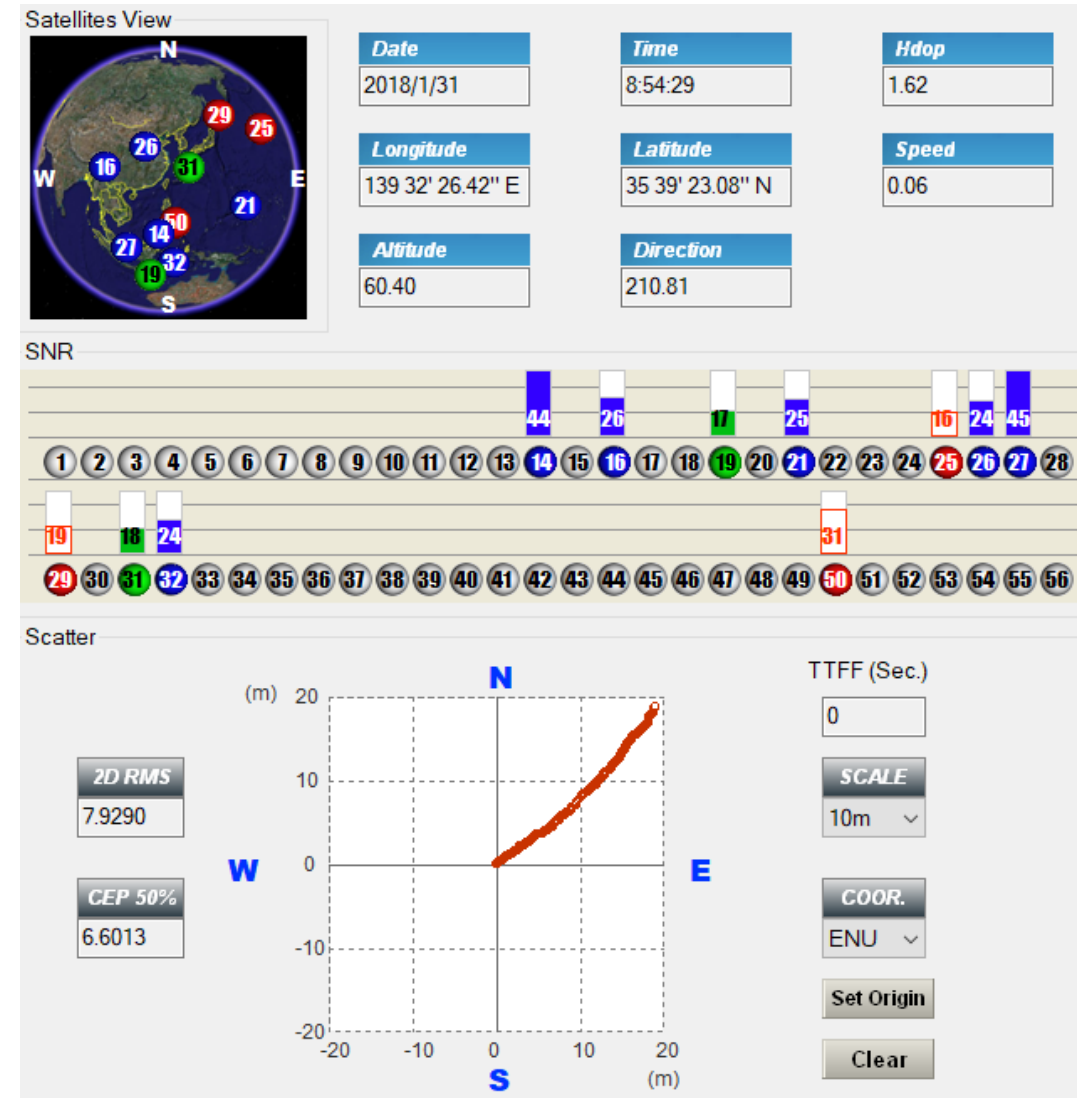 Satellites View
N
29
25
26
16
31
W
E
21
50
14
27
32
19
S
Date
2018/1/31
Time
8:54:29
Hdop
1.62
Longitude
139 32' 26.42" E
Latitude
35 39' 23.08" N
Speed
0.06
Altitude
60.40
Direction
210.81
SNR
44 26 17 25 16 24 45
1 2 3 4 5 6 7 8 9 10 11 12 13 14 15 16 17 18 19 20 21 22 23 24 25 26 27 28
19 18 24 31
29 30 31 32 33 34 35 36 37 38 39 40 41 42 43 44 45 46 47 48 49 50 51 52 53 54 55 56
Scatter
N
(m)
20
10
0
-10
-20
-20 -10 0 10 20
(m)
W
E
S
2D RMS
7.9290
CEP 50%
6.6013
TTFF (Sec.)
0
SCALE
10m
COOR.
ENU
Set Origin
Clear